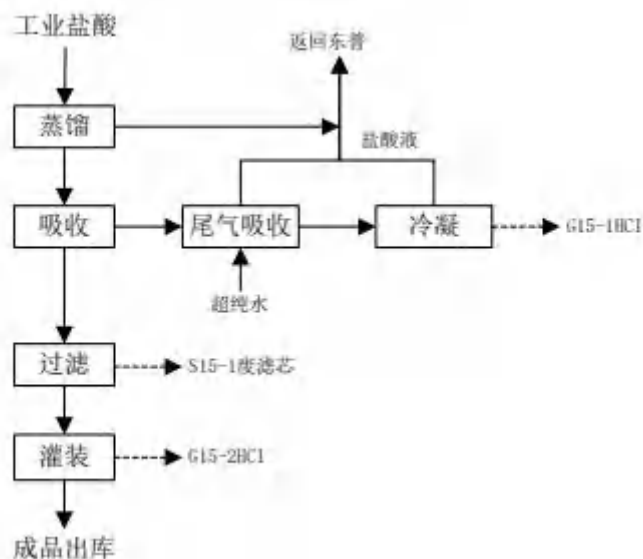 工业盐酸
返回东普
蒸馏
盐酸液
吸收
尾气吸收
冷凝
G15-1HCl
超纯水
过滤
S15-1度滤芯
灌装
G15-2HCl
成品出库